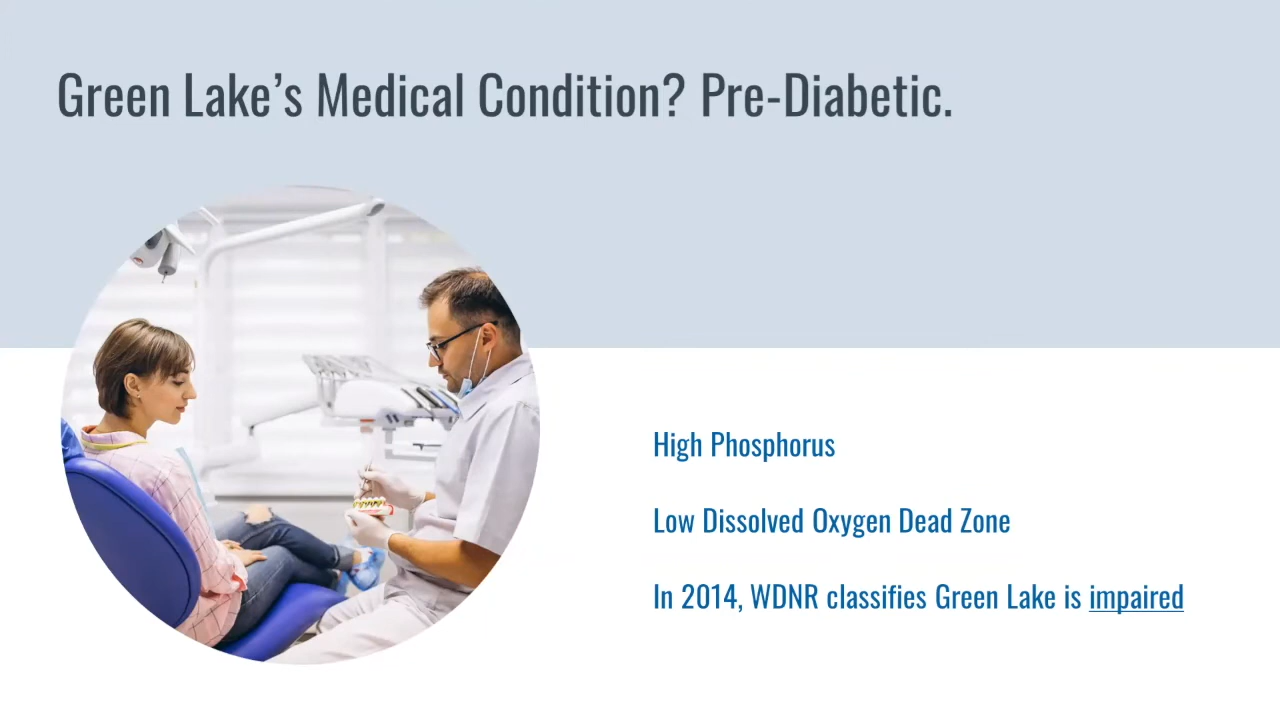 Green Lake’s Medical Condition? Pre-Diabetic.
High Phosphorus
Low Dissolved Oxygen Dead Zone
In 2014, WDNR classifies Green Lake is impaired